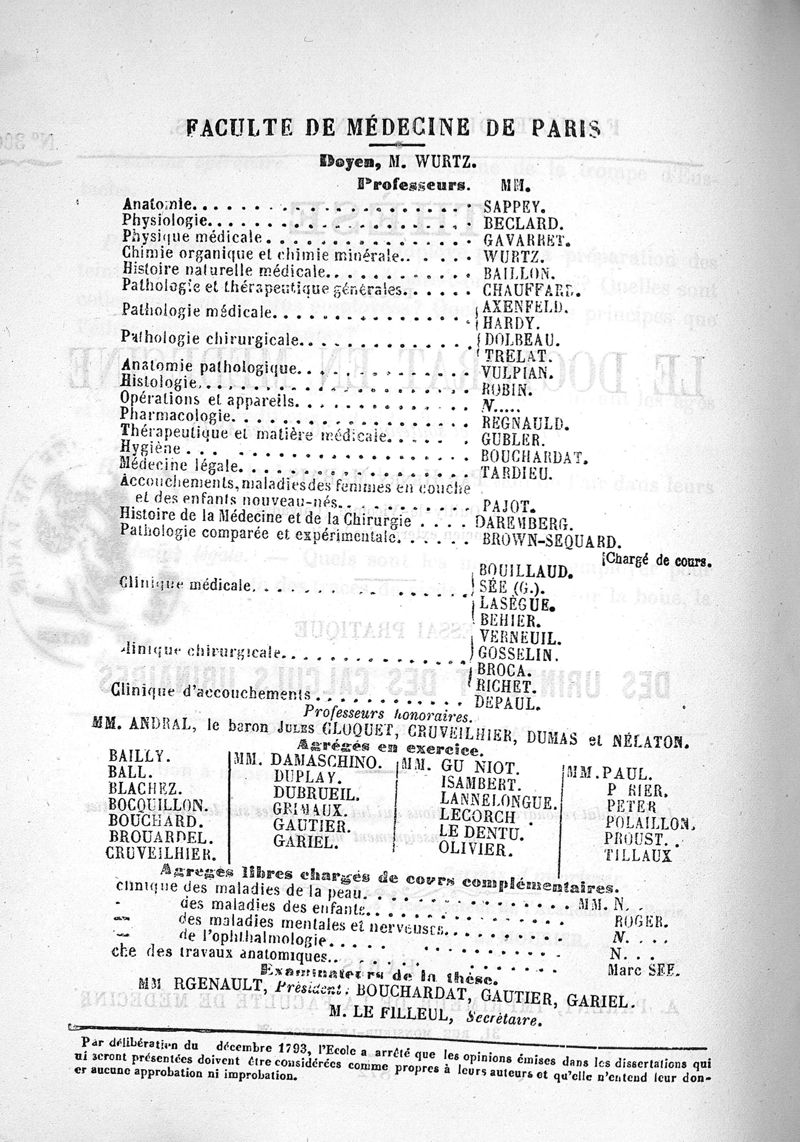 FACULTE DE MÉDECINE DE PARIS
Doyen, M. WURTZ.
Professeurs. MM.
Anatomie. . . . . . . . . . . . . . . . . . . . SAPPEY.
Physiologie. . . . . . . . . . . . . . . . . . . BECLARD.
Physique médicale . . . . . . . . . . . . . . . GAVARRET.
Chimie organique et chimie minérale. . . . . . WURTZ.
Histoire naturelle médicale. . . . . . . . . . . BAILLON.
Pathologie et thérapeutique générales. . . . . . CHAUFFARD.
Pathologie médicale. . . . . . . . . . . . . . . { AXENFELD.
{ HARDY.
Pathologie chirurgicale. . . . . . . . . . . . . { DOLBEAU.
{ TRELAT.
Anatomie pathologique. . . . . . . . . . . . . VULPIAN.
Histologie. . . . . . . . . . . . . . . . . . . ROBIN.
Opérations et appareils. . . . . . . . . . . . . N.....
Pharmacologie. . . . . . . . . . . . . . . . . . REGNAULD.
Thérapeutique et matière médicale. . . . . . . GUBLER.
Hygiène . . . . . . . . . . . . . . . . . . . . BOUCHARDAT.
Médecine légale. . . . . . . . . . . . . . . . . TARDIEU.
Accouchements, maladies des femmes en couche
et des enfants nouveau-nés. . . . . . . . . . PAJOT.
Histoire de la Médecine et de la Chirurgie . . . . DAREMBERG.
Pathologie comparée et expérimentale. . . . . . BROWN-SEQUARD.
(Chargé de cours.
BOUILLAUD.
Clinique médicale. . . . . . . . . . . . . . . . SÉE (G.).
LASÈGUE.
BEHIER.
VERNEUIL.
clinique chirurgicale. . . . . . . . . . . . . . GOSSELIN.
BROCA.
RICHET.
Clinique d'accouchements . . . . . . . . . . . . DEPAUL.
Professeurs honoraires.
MM. ANDRAL, le baron JULES CLOQUET, CRUVEILHIER, DUMAS et NÉLATON.
Agrégés en exercice.
BAILLY.
BALL.
BLACHEZ.
BOCQUILLON.
BOUCHARD.
BROUARDEL.
CRUVEILHIER.
MM. DAMASCHINO.
DUPLAY.
DUBRUEIL.
GRIMAUX.
GAUTIER.
GARIEL.
MM. GU NIOT.
ISAMBERT.
LANNELONGUE.
LECORCH
LE DENTU.
OLIVIER.
MM. PAUL.
P RIER.
PETER
POLAILLON.
PROUST. .
TILLAUX
Agrégés libres chargés de cours complémentaires.
clinique des maladies de la peau. . . . . . . . . . . . . . MM. N. .
- des maladies des enfants. . . . . . . . . . . . . . ROGER.
— des maladies mentales et nerveuses. . . . . . . . N. . . .
— de l'ophthalmologie. . . . . . . . . . . . . . . . N. . .
che des travaux anatomiques. . . . . . . . . . . . . . . Marc SÉE.
Examinateurs de la thèse.
MM RGENAULT, Président. BOUCHARDAT, GAUTIER, GARIEL.
M. LE FILLEUL, Secrétaire.
Par délibération du décembre 1793, l'Ecole a arrêté que les opinions émises dans les dissertations qui
ui seront présentées doivent être considérées comme propres à leurs auteurs et qu'elle n'entend leur don-
er aucune approbation ni improbation.